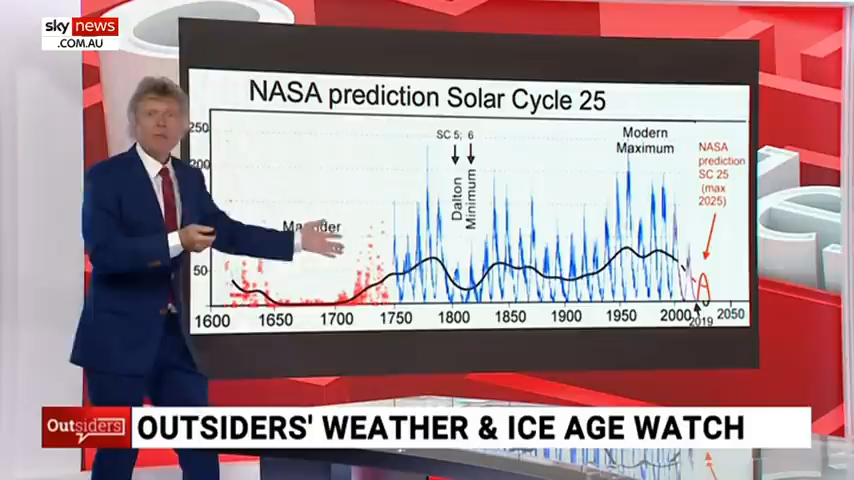 sky news
.COM.AU
NASA prediction Solar Cycle 25
250
200
50
SC 5; 6
Dalton
Minimum
Modern
Maximum
NASA
prediction
SC 25
(max
2025)
1600
1650
1700
1750
1800
1850
1900
1950
2000
2050
2019
Outsiders
OUTSIDERS' WEATHER & ICE AGE WATCH